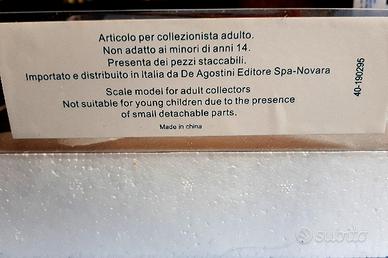 Articolo per collezionista adulto.
Non adatto ai minori di anni 14.
Presenta dei pezzi staccabili.
Importato e distribuito in Italia da De Agostini Editore Spa-Novara
Scale model for adult collectors
Not suitable for young children due to the presence
of small detachable parts.
Made in china
40-190295
subito